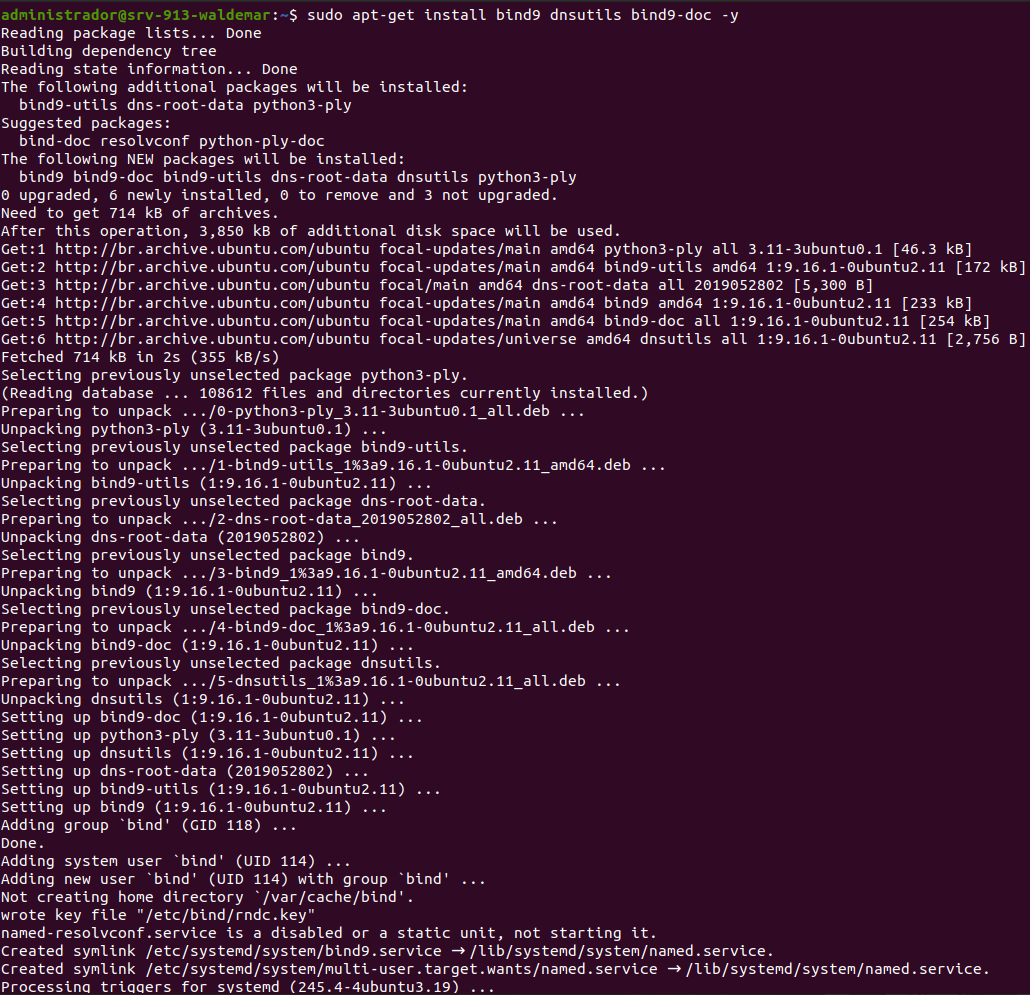 administrador@srv-913-waldemar:~$ sudo apt-get install bind9 dnsutils bind9-doc -y
Reading package lists... Done
Building dependency tree
Reading state information... Done
The following additional packages will be installed:
  bind9-utils dns-root-data python3-ply
Suggested packages:
  bind-doc resolvconf python-ply-doc
The following NEW packages will be installed:
  bind9 bind9-doc bind9-utils dns-root-data dnsutils python3-ply
0 upgraded, 6 newly installed, 0 to remove and 3 not upgraded.
Need to get 714 kB of archives.
After this operation, 3,850 kB of additional disk space will be used.
Get:1 http://br.archive.ubuntu.com/ubuntu focal-updates/main amd64 python3-ply all 3.11-3ubuntu0.1 [46.3 kB]
Get:2 http://br.archive.ubuntu.com/ubuntu focal-updates/main amd64 bind9-utils amd64 1:9.16.1-0ubuntu2.11 [172 kB]
Get:3 http://br.archive.ubuntu.com/ubuntu focal/main amd64 dns-root-data all 2019052802 [5,300 B]
Get:4 http://br.archive.ubuntu.com/ubuntu focal-updates/main amd64 bind9 amd64 1:9.16.1-0ubuntu2.11 [233 kB]
Get:5 http://br.archive.ubuntu.com/ubuntu focal-updates/main amd64 bind9-doc all 1:9.16.1-0ubuntu2.11 [254 kB]
Get:6 http://br.archive.ubuntu.com/ubuntu focal-updates/universe amd64 dnsutils all 1:9.16.1-0ubuntu2.11 [2,756 B]
Fetched 714 kB in 2s (355 kB/s)
Selecting previously unselected package python3-ply.
(Reading database ... 108612 files and directories currently installed.)
Preparing to unpack .../0-python3-ply_3.11-3ubuntu0.1_all.deb ...
Unpacking python3-ply (3.11-3ubuntu0.1) ...
Selecting previously unselected package bind9-utils.
Preparing to unpack .../1-bind9-utils_1%3a9.16.1-0ubuntu2.11_amd64.deb ...
Unpacking bind9-utils (1:9.16.1-0ubuntu2.11) ...
Selecting previously unselected package dns-root-data.
Preparing to unpack .../2-dns-root-data_2019052802_all.deb ...
Unpacking dns-root-data (2019052802) ...
Selecting previously unselected package bind9.
Preparing to unpack .../3-bind9_1%3a9.16.1-0ubuntu2.11_amd64.deb ...
Unpacking bind9 (1:9.16.1-0ubuntu2.11) ...
Selecting previously unselected package bind9-doc.
Preparing to unpack .../4-bind9-doc_1%3a9.16.1-0ubuntu2.11_all.deb ...
Unpacking bind9-doc (1:9.16.1-0ubuntu2.11) ...
Selecting previously unselected package dnsutils.
Preparing to unpack .../5-dnsutils_1%3a9.16.1-0ubuntu2.11_all.deb ...
Unpacking dnsutils (1:9.16.1-0ubuntu2.11) ...
Setting up bind9-doc (1:9.16.1-0ubuntu2.11) ...
Setting up python3-ply (3.11-3ubuntu0.1) ...
Setting up dnsutils (1:9.16.1-0ubuntu2.11) ...
Setting up dns-root-data (2019052802) ...
Setting up bind9-utils (1:9.16.1-0ubuntu2.11) ...
Setting up bind9 (1:9.16.1-0ubuntu2.11) ...
Adding group `bind' (GID 118) ...
Done.
Adding system user `bind' (UID 114) ...
Adding new user `bind' (UID 114) with group `bind' ...
Not creating home directory `/var/cache/bind'.
wrote key file "/etc/bind/rndc.key"
named-resolvconf.service is a disabled or a static unit, not starting it.
Created symlink /etc/systemd/system/bind9.service → /lib/systemd/system/named.service.
Created symlink /etc/systemd/system/multi-user.target.wants/named.service → /lib/systemd/system/named.service.
Processing triggers for systemd (245.4-4ubuntu3.19) ...